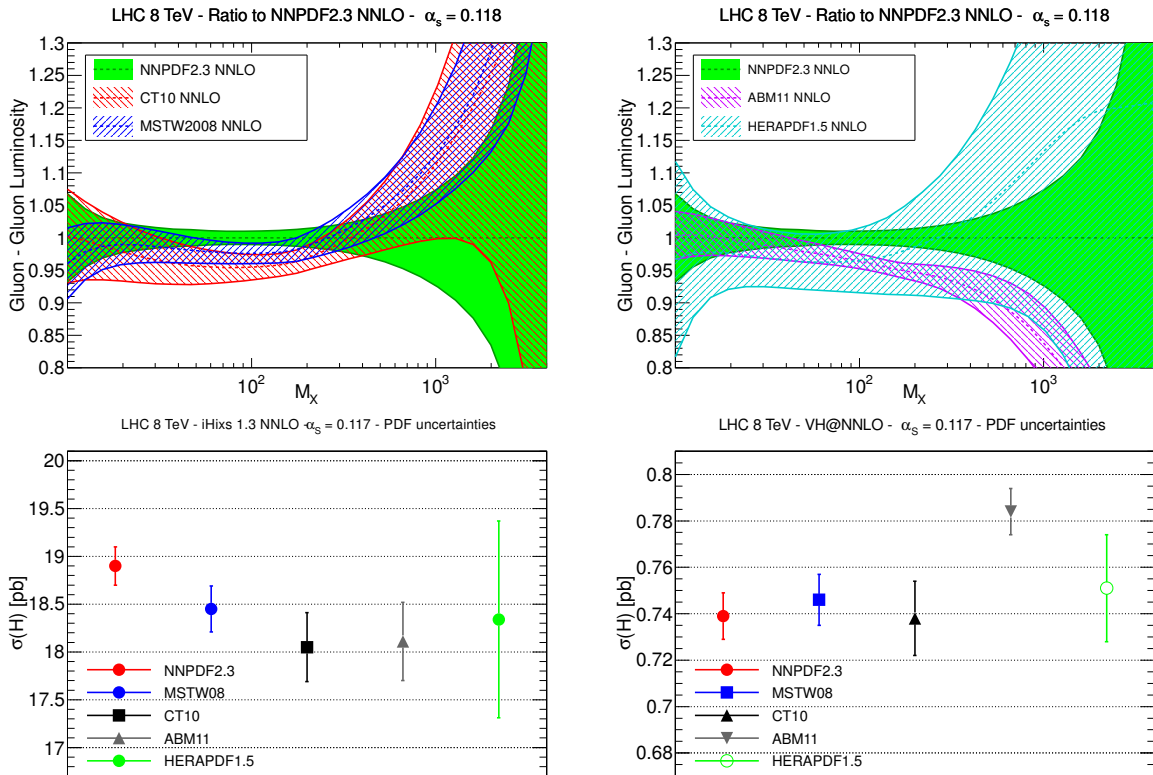 LHC 8 TeV - Ratio to NNPDF2.3 NNLO - αs = 0.118
1.3
1.25
1.2
1.15
1.1
1.05
1
0.95
0.9
0.85
0.8
Gluon - Gluon Luminosity
NNPDF2.3 NNLO
CT10 NNLO
MSTW2008 NNLO
10²
10³
M_X
LHC 8 TeV - Ratio to NNPDF2.3 NNLO - αs = 0.118
1.3
1.25
1.2
1.15
1.1
1.05
1
0.95
0.9
0.85
0.8
Gluon - Gluon Luminosity
NNPDF2.3 NNLO
ABM11 NNLO
HERAPDF1.5 NNLO
10²
10³
M_X
LHC 8 TeV - iHixs 1.3 NNLO -αS = 0.117 - PDF uncertainties
20
19.5
19
18.5
18
17.5
17
σ(H) [pb]
NNPDF2.3
MSTW08
CT10
ABM11
HERAPDF1.5
LHC 8 TeV - VH@NNLO - αS = 0.117 - PDF uncertainties
0.8
0.78
0.76
0.74
0.72
0.7
0.68
σ(H) [pb]
NNPDF2.3
MSTW08
CT10
ABM11
HERAPDF1.5